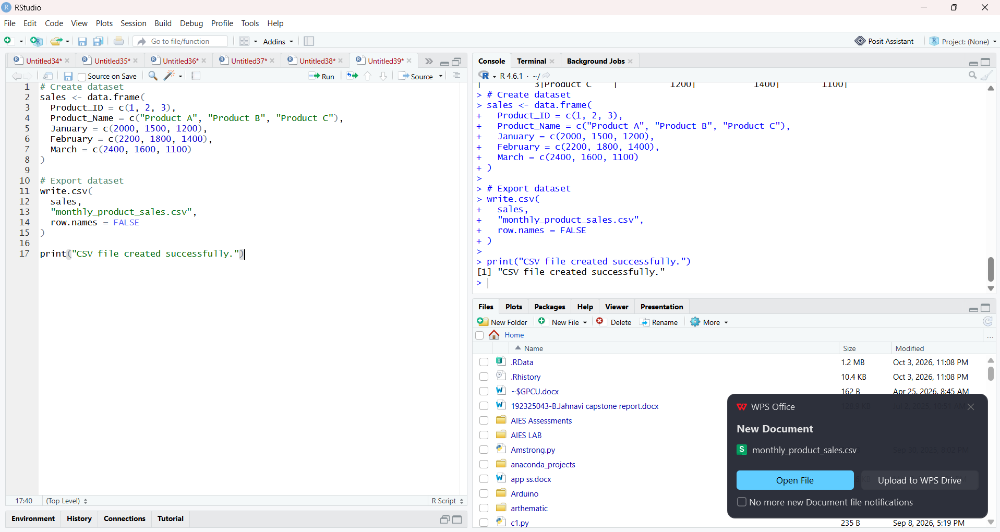 RStudio
File Edit Code View Plots Session Build Debug Profile Tools Help
Go to file/function Addins Posit Assistant Project: (None)
Untitled34* Untitled35* Untitled36* Untitled37* Untitled38* Untitled39*
Source on Save Run Source
1 # Create dataset
2 sales <- data.frame(
3   Product_ID = c(1, 2, 3),
4   Product_Name = c("Product A", "Product B", "Product C"),
5   January = c(2000, 1500, 1200),
6   February = c(2200, 1800, 1400),
7   March = c(2400, 1600, 1100)
8 )
9
10 # Export dataset
11 write.csv(
12   sales,
13   "monthly_product_sales.csv",
14   row.names = FALSE
15 )
16
17 print("CSV file created successfully.")
17:40 (Top Level) R Script
Environment History Connections Tutorial
Console Terminal Background Jobs
R 4.6.1 · ~/
| 3|Product C | 1200| 1400| 1100|
> # Create dataset
> sales <- data.frame(
+   Product_ID = c(1, 2, 3),
+   Product_Name = c("Product A", "Product B", "Product C"),
+   January = c(2000, 1500, 1200),
+   February = c(2200, 1800, 1400),
+   March = c(2400, 1600, 1100)
+ )
>
> # Export dataset
> write.csv(
+   sales,
+   "monthly_product_sales.csv",
+   row.names = FALSE
+ )
>
> print("CSV file created successfully.")
[1] "CSV file created successfully."
>
Files Plots Packages Help Viewer Presentation
New Folder New File Delete Rename More
Home ...
Name Size Modified
.RData 1.2 MB Oct 3, 2026, 11:08 PM
.Rhistory 10.4 KB Oct 3, 2026, 11:08 PM
~$GPCU.docx 162 B Apr 25, 2026, 8:45 AM
192325043-B.Jahnavi capstone report.docx
AIES Assessments
AIES LAB
Amstrong.py
anaconda_projects
app ss.docx
Arduino
arthematic
c1.py 235 B Sep 8, 2026, 5:19 PM
WPS Office
New Document
S monthly_product_sales.csv
Open File Upload to WPS Drive
No more new Document file notifications